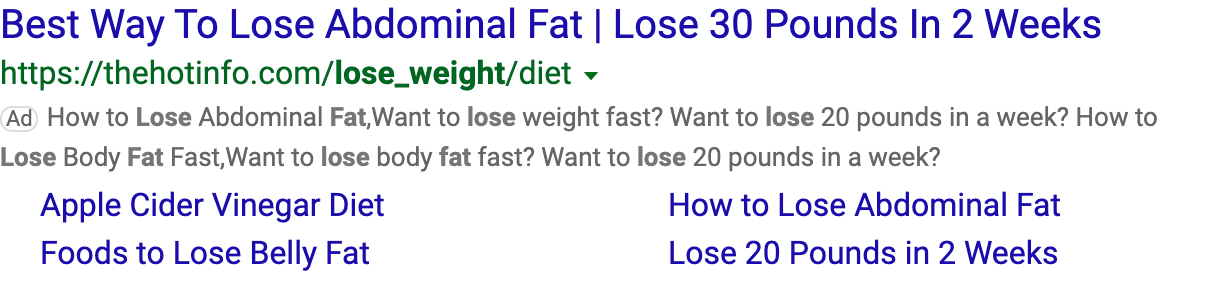 Best Way To Lose Abdominal Fat | Lose 30 Pounds In 2 Weeks
https://thehotinfo.com/lose_weight/diet
Ad How to Lose Abdominal Fat,Want to lose weight fast? Want to lose 20 pounds in a week? How to
Lose Body Fat Fast,Want to lose body fat fast? Want to lose 20 pounds in a week?
Apple Cider Vinegar Diet How to Lose Abdominal Fat
Foods to Lose Belly Fat Lose 20 Pounds in 2 Weeks